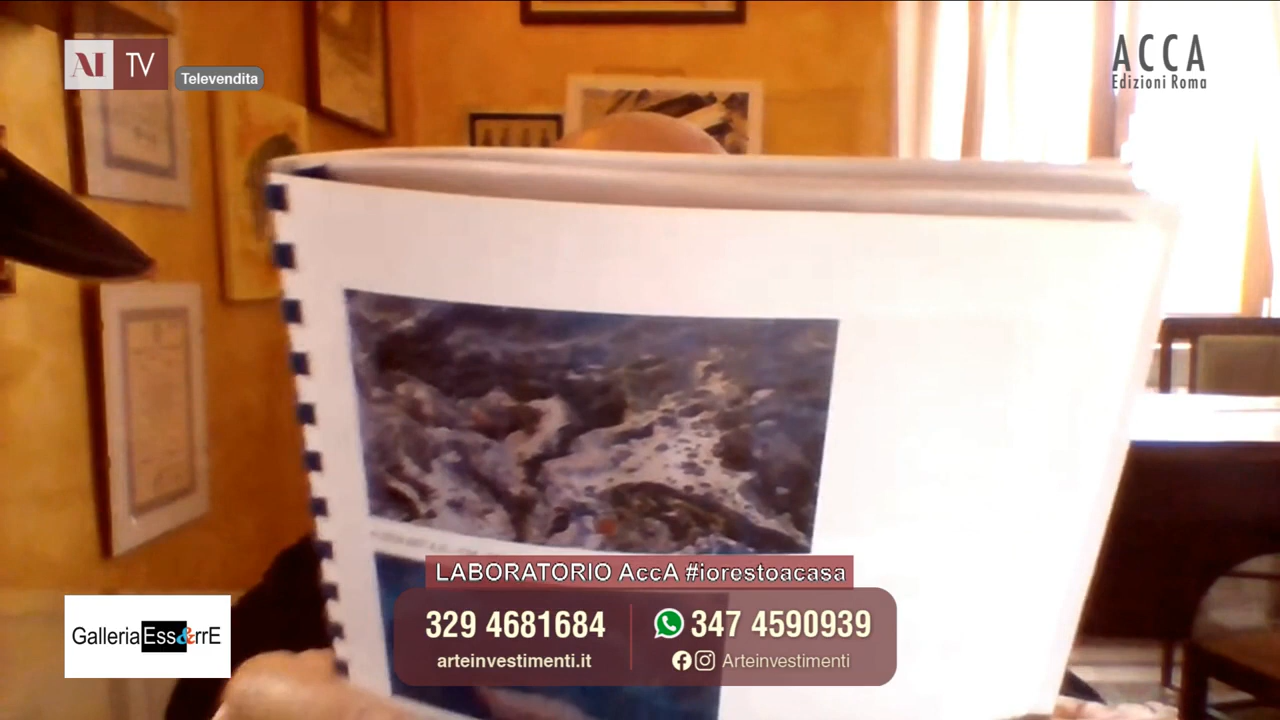 AI TV
Televendita
ACCA
Edizioni Roma
LABORATORIO AccA #iorestoacasa
329 4681684
347 4590939
arteinvestimenti.it
Arteinvestimenti
GalleriaEss&rrE